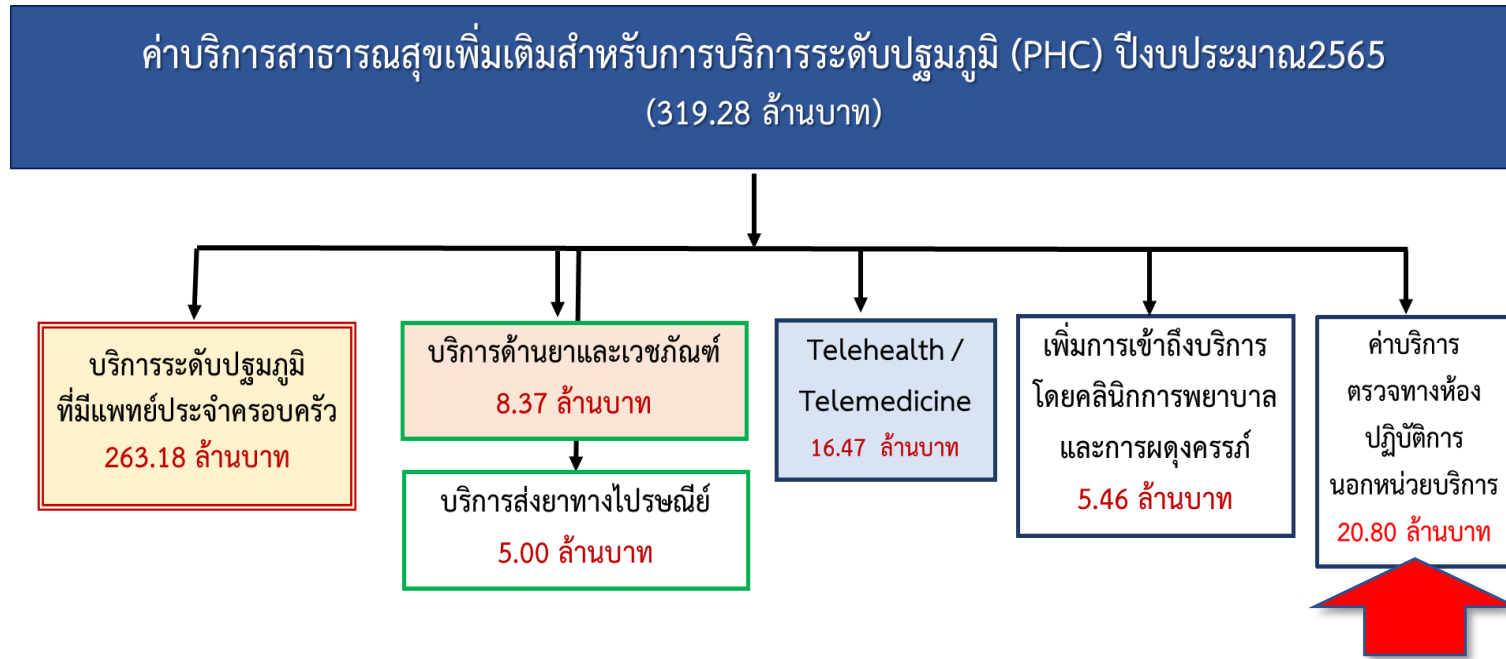 ค่าบริการสาธารณสุขเพิ่มเติมสำหรับการบริการระดับปฐมภูมิ (PHC) ปีงบประมาณ2565
(319.28 ล้านบาท)
บริการระดับปฐมภูมิ
ที่มีแพทย์ประจำครอบครัว
263.18 ล้านบาท
บริการด้านยาและเวชภัณฑ์
8.37 ล้านบาท
บริการส่งยาทางไปรษณีย์
5.00 ล้านบาท
Telehealth /
Telemedicine
16.47 ล้านบาท
เพิ่มการเข้าถึงบริการ
โดยคลินิกการพยาบาล
และการผดุงครรภ์
5.46 ล้านบาท
ค่าบริการ
ตรวจทางห้อง
ปฏิบัติการ
นอกหน่วยบริการ
20.80 ล้านบาท